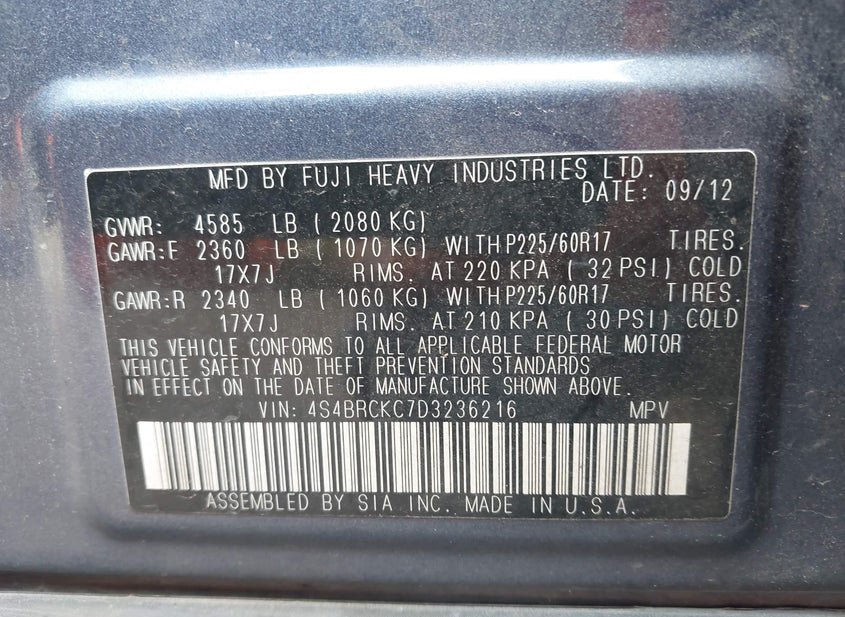 MFD BY FUJI HEAVY INDUSTRIES LTD.
DATE: 09/12
GVWR: 4585 LB ( 2080 KG)
GAWR:F 2360 LB ( 1070 KG) WITH P225/60R17 TIRES.
17X7J RIMS. AT 220 KPA ( 32 PSI) COLD
GAWR:R 2340 LB ( 1060 KG) WITH P225/60R17 TIRES.
17X7J RIMS. AT 210 KPA ( 30 PSI) COLD
THIS VEHICLE CONFORMS TO ALL APPLICABLE FEDERAL MOTOR
VEHICLE SAFETY AND THEFT PREVENTION STANDARDS
IN EFFECT ON THE DATE OF MANUFACTURE SHOWN ABOVE.
VIN: 4S4BRCKC7D3236216 MPV
ASSEMBLED BY SIA INC. MADE IN U.S.A.